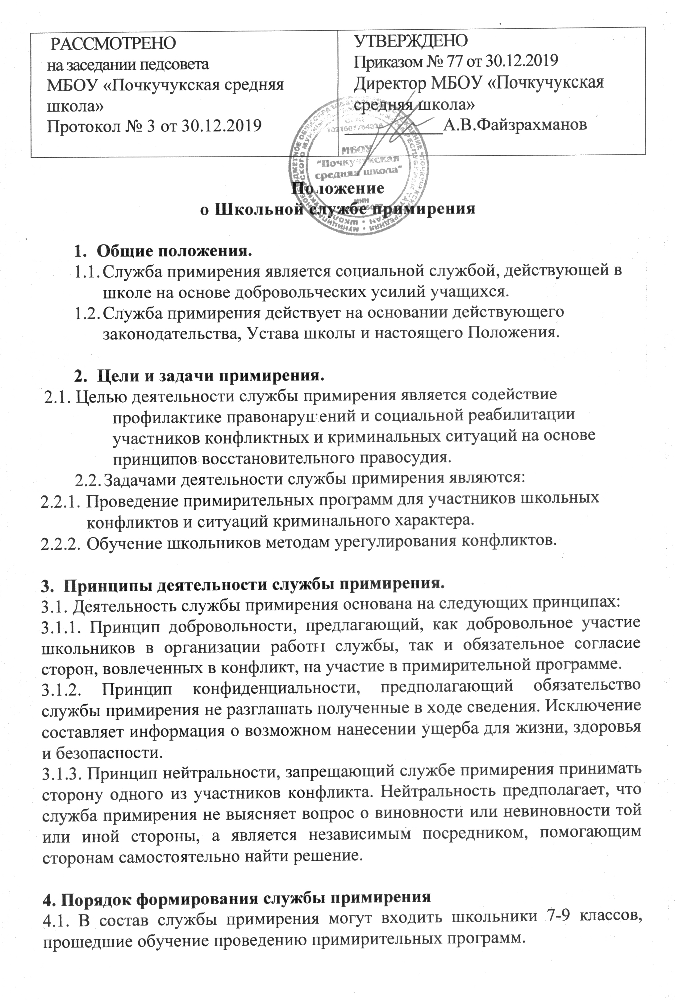 РАССМОТРЕНО
на заседании педсовета
МБОУ «Почкучукская средняя
школа»
Протокол № 3 от 30.12.2019
УТВЕРЖДЕНО
Приказом № 77 от 30.12.2019
Директор МБОУ «Почкучукская
средняя школа»
А.В.Файзрахманов
1021607754376
МБОУ
"Почкучукская
средняя школа"
ИНН
Положение
о Школьной службе примирения
1. Общие положения.
1.1. Служба примирения является социальной службой, действующей в
школе на основе добровольческих усилий учащихся.
1.2. Служба примирения действует на основании действующего
законодательства, Устава школы и настоящего Положения.
2. Цели и задачи примирения.
2.1. Целью деятельности службы примирения является содействие
профилактике правонарушений и социальной реабилитации
участников конфликтных и криминальных ситуаций на основе
принципов восстановительного правосудия.
2.2. Задачами деятельности службы примирения являются:
2.2.1. Проведение примирительных программ для участников школьных
конфликтов и ситуаций криминального характера.
2.2.2. Обучение школьников методам урегулирования конфликтов.
3. Принципы деятельности службы примирения.
3.1. Деятельность службы примирения основана на следующих принципах:
3.1.1. Принцип добровольности, предлагающий, как добровольное участие
школьников в организации работы службы, так и обязательное согласие
сторон, вовлеченных в конфликт, на участие в примирительной программе.
3.1.2. Принцип конфиденциальности, предполагающий обязательство
службы примирения не разглашать полученные в ходе сведения. Исключение
составляет информация о возможном нанесении ущерба для жизни, здоровья
и безопасности.
3.1.3. Принцип нейтральности, запрещающий службе примирения принимать
сторону одного из участников конфликта. Нейтральность предполагает, что
служба примирения не выясняет вопрос о виновности или невиновности той
или иной стороны, а является независимым посредником, помогающим
сторонам самостоятельно найти решение.
4. Порядок формирования службы примирения
4.1. В состав службы примирения могут входить школьники 7-9 классов,
прошедшие обучение проведению примирительных программ.